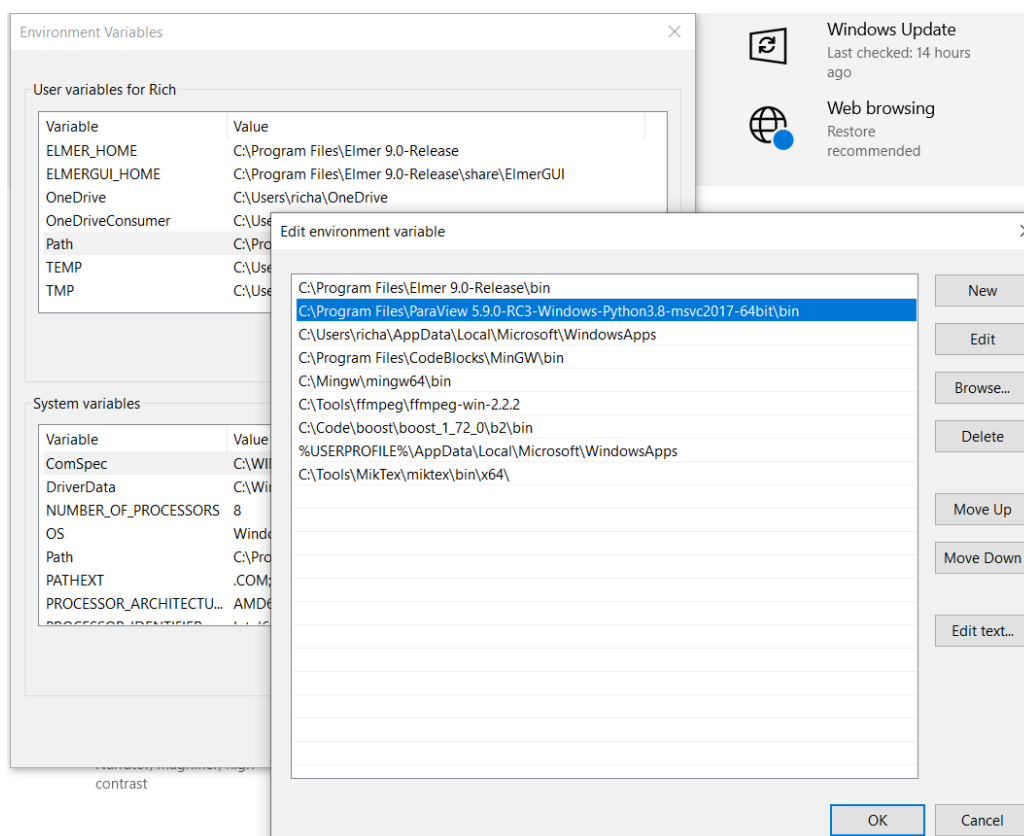 Environment Variables
User variables for Rich
Variable Value
ELMER_HOME C:\Program Files\Elmer 9.0-Release
ELMERGUI_HOME C:\Program Files\Elmer 9.0-Release\share\ElmerGUI
OneDrive C:\Users\richa\OneDrive
OneDriveConsumer C:\Use
Path C:\Pro
TEMP C:\Use
TMP C:\Use
System variables
Variable Value
ComSpec C:\WI
DriverData C:\Wi
NUMBER_OF_PROCESSORS 8
OS Windo
Path C:\Pro
PATHEXT .COM;
PROCESSOR_ARCHITECTU... AMD6
PROCESSOR_IDENTIFIER
contrast
Windows Update
Last checked: 14 hours
ago
Web browsing
Restore
recommended
Edit environment variable
C:\Program Files\Elmer 9.0-Release\bin
C:\Program Files\ParaView 5.9.0-RC3-Windows-Python3.8-msvc2017-64bit\bin
C:\Users\richa\AppData\Local\Microsoft\WindowsApps
C:\Program Files\CodeBlocks\MinGW\bin
C:\Mingw\mingw64\bin
C:\Tools\ffmpeg\ffmpeg-win-2.2.2
C:\Code\boost\boost_1_72_0\b2\bin
%USERPROFILE%\AppData\Local\Microsoft\WindowsApps
C:\Tools\MikTex\miktex\bin\x64\
New
Edit
Browse...
Delete
Move Up
Move Down
Edit text...
OK
Cancel